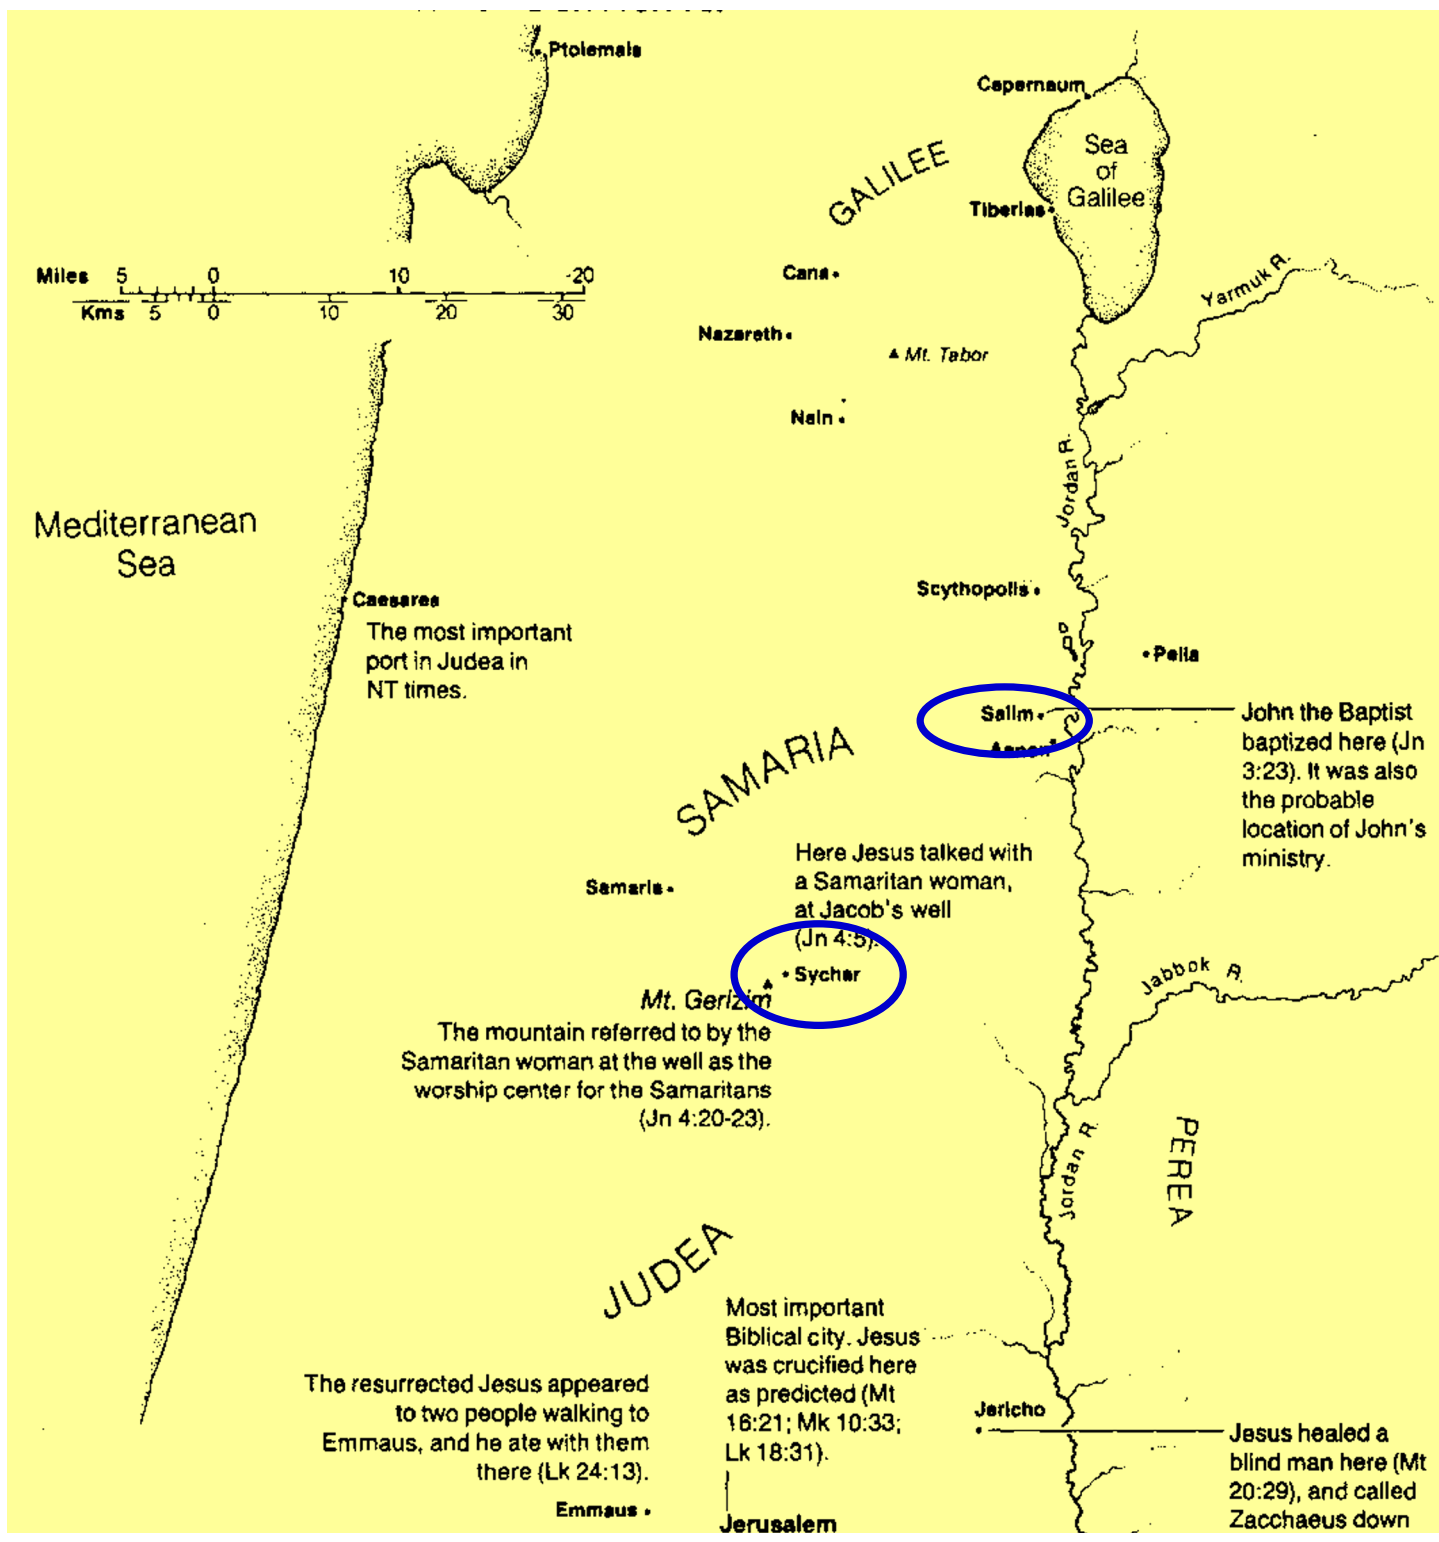 Ptolemais
Capernaum
Sea
of
Galilee
GALILEE
Tiberias
Miles 5 0 10 20
Kms 5 0 10 20 30
Cana
Yarmuk R.
Nazareth
Mt. Tabor
Nain
Jordan R.
Mediterranean
Sea
Scythopolis
Caesarea
The most important
port in Judea in
NT times.
Pella
Salim
Aenon
John the Baptist
baptized here (Jn
3:23). It was also
the probable
location of John's
ministry.
SAMARIA
Here Jesus talked with
a Samaritan woman,
at Jacob's well
(Jn 4:5).
Samaria
Sychar
Jabbok R.
Mt. Gerizim
The mountain referred to by the
Samaritan woman at the well as the
worship center for the Samaritans
(Jn 4:20-23).
Jordan R.
PEREA
JUDEA
Most important
Biblical city. Jesus
was crucified here
as predicted (Mt
16:21; Mk 10:33;
Lk 18:31).
Jerusalem
The resurrected Jesus appeared
to two people walking to
Emmaus, and he ate with them
there (Lk 24:13).
Emmaus
Jericho
Jesus healed a
blind man here (Mt
20:29), and called
Zacchaeus down